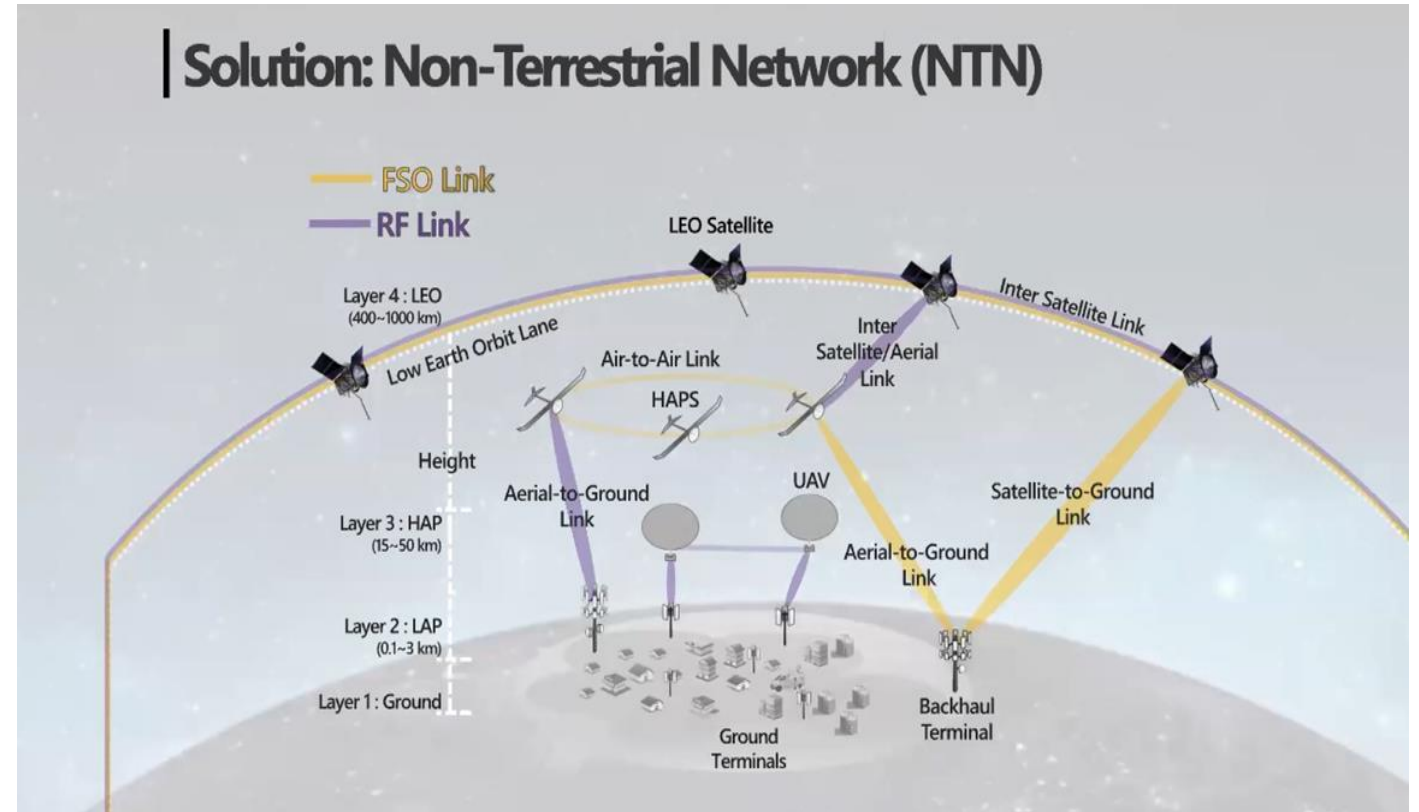 Solution: Non-Terrestrial Network (NTN)
FSO Link
RF Link
LEO Satellite
Layer 4 : LEO
(400~1000 km)
Low Earth Orbit Lane
Inter Satellite Link
Inter
Satellite/Aerial
Link
Air-to-Air Link
HAPS
Height
Aerial-to-Ground
Link
UAV
Satellite-to-Ground
Link
Layer 3 : HAP
(15~50 km)
Aerial-to-Ground
Link
Layer 2 : LAP
(0.1~3 km)
Layer 1 : Ground
Backhaul
Terminal
Ground
Terminals